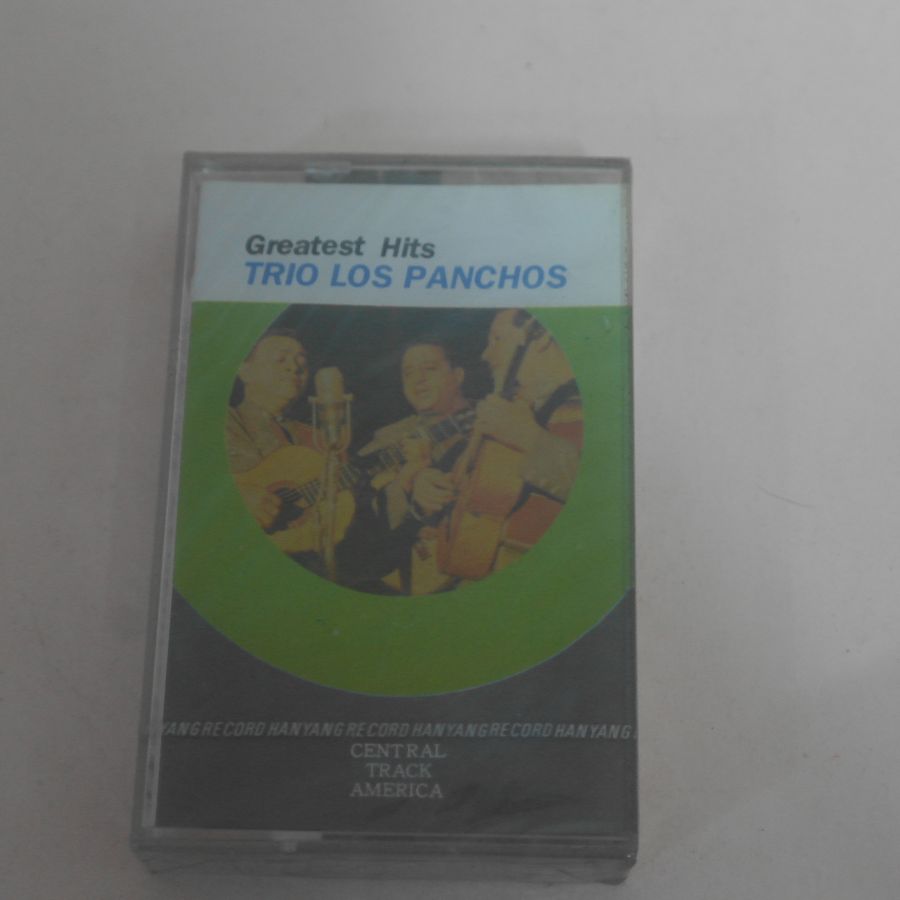 Greatest Hits
TRIO LOS PANCHOS
YANG RECORD HANYANG RECORD HANYANG RECORD HANYANG
CENTRAL
TRACK
AMERICA